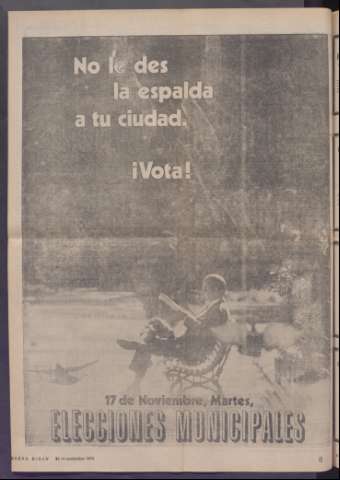 No le des
la espalda
a tu ciudad.
¡Vota!
17 de Noviembre, Martes,
ELECCIONES MUNICIPALES